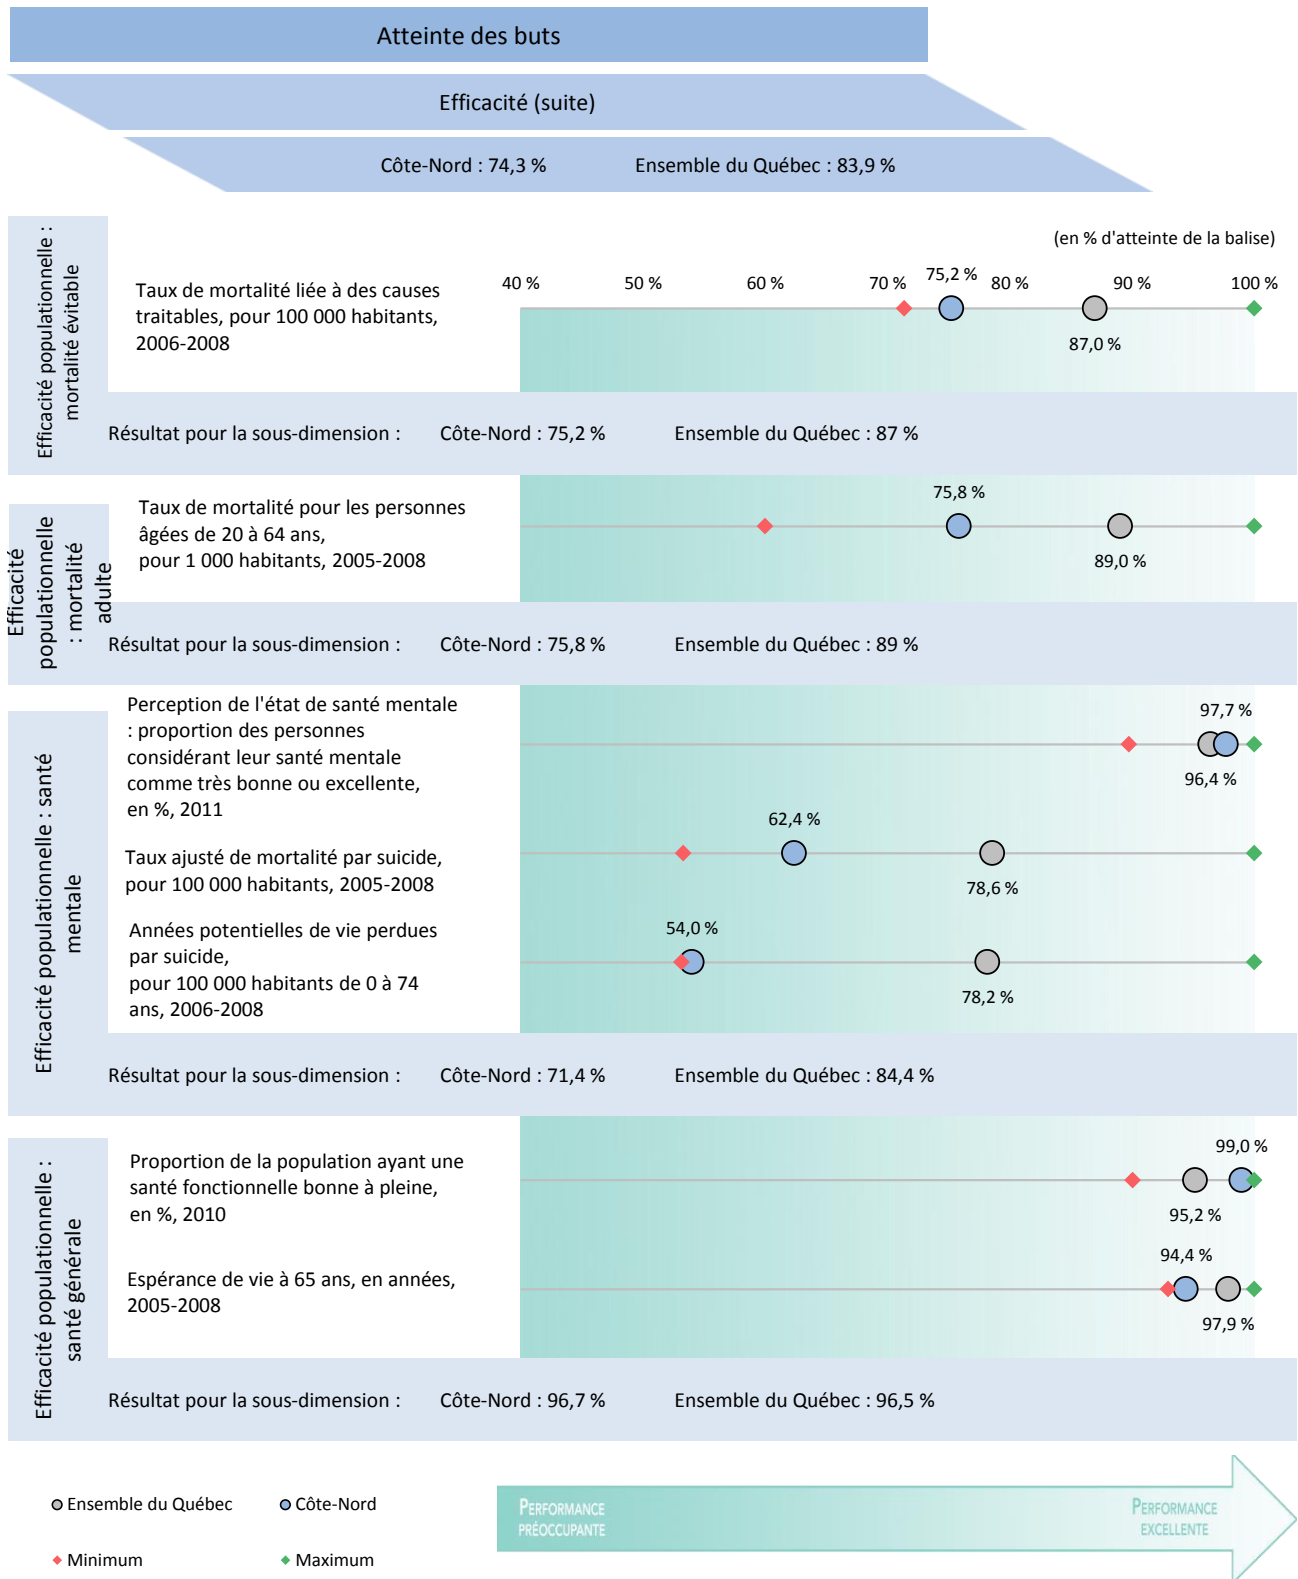 Atteinte des buts
Efficacité (suite)
Côte-Nord : 74,3 % Ensemble du Québec : 83,9 %
Efficacité populationnelle :
mortalité évitable
(en % d'atteinte de la balise)
40 % 50 % 60 % 70 % 80 % 90 % 100 %
Taux de mortalité liée à des causes
traitables, pour 100 000 habitants,
2006-2008
75,2 %
87,0 %
Résultat pour la sous-dimension : Côte-Nord : 75,2 % Ensemble du Québec : 87 %
Efficacité
populationnelle
: mortalité
adulte
Taux de mortalité pour les personnes
âgées de 20 à 64 ans,
pour 1 000 habitants, 2005-2008
75,8 %
89,0 %
Résultat pour la sous-dimension : Côte-Nord : 75,8 % Ensemble du Québec : 89 %
Efficacité populationnelle : santé
mentale
Perception de l'état de santé mentale
: proportion des personnes
considérant leur santé mentale
comme très bonne ou excellente,
en %, 2011
97,7 %
96,4 %
Taux ajusté de mortalité par suicide,
pour 100 000 habitants, 2005-2008
62,4 %
78,6 %
Années potentielles de vie perdues
par suicide,
pour 100 000 habitants de 0 à 74
ans, 2006-2008
54,0 %
78,2 %
Résultat pour la sous-dimension : Côte-Nord : 71,4 % Ensemble du Québec : 84,4 %
Efficacité populationnelle :
santé générale
Proportion de la population ayant une
santé fonctionnelle bonne à pleine,
en %, 2010
99,0 %
95,2 %
Espérance de vie à 65 ans, en années,
2005-2008
94,4 %
97,9 %
Résultat pour la sous-dimension : Côte-Nord : 96,7 % Ensemble du Québec : 96,5 %
Ensemble du Québec Côte-Nord
Minimum Maximum
PERFORMANCE
PRÉOCCUPANTE
PERFORMANCE
EXCELLENTE